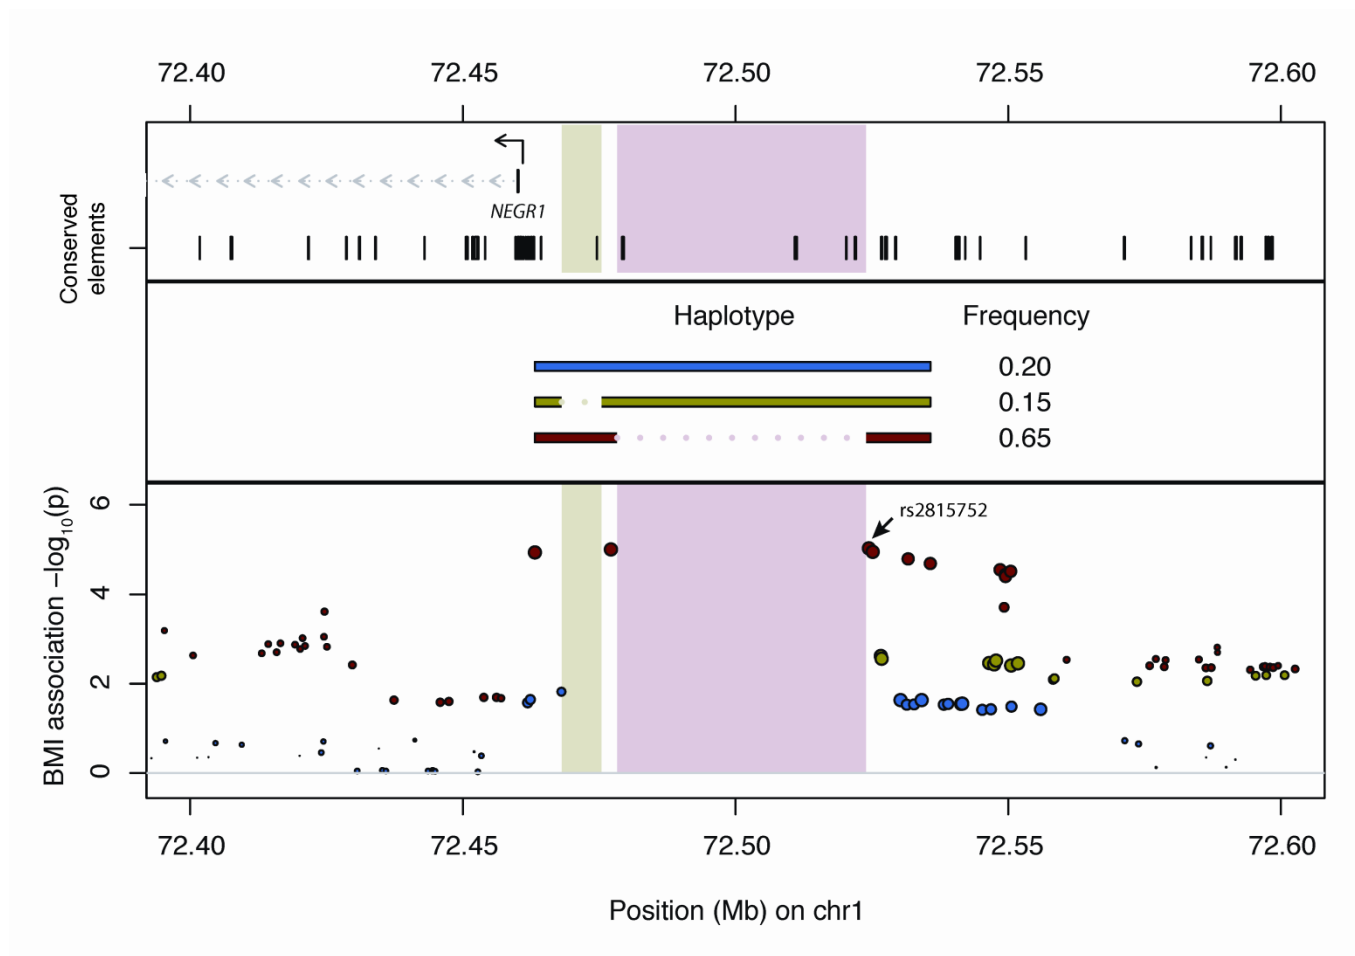 72.40 72.45 72.50 72.55 72.60
NEGR1
Conserved
elements
Haplotype Frequency
0.20
0.15
0.65
BMI association −log10(p)
6
4
2
0
rs2815752
72.40 72.45 72.50 72.55 72.60
Position (Mb) on chr1